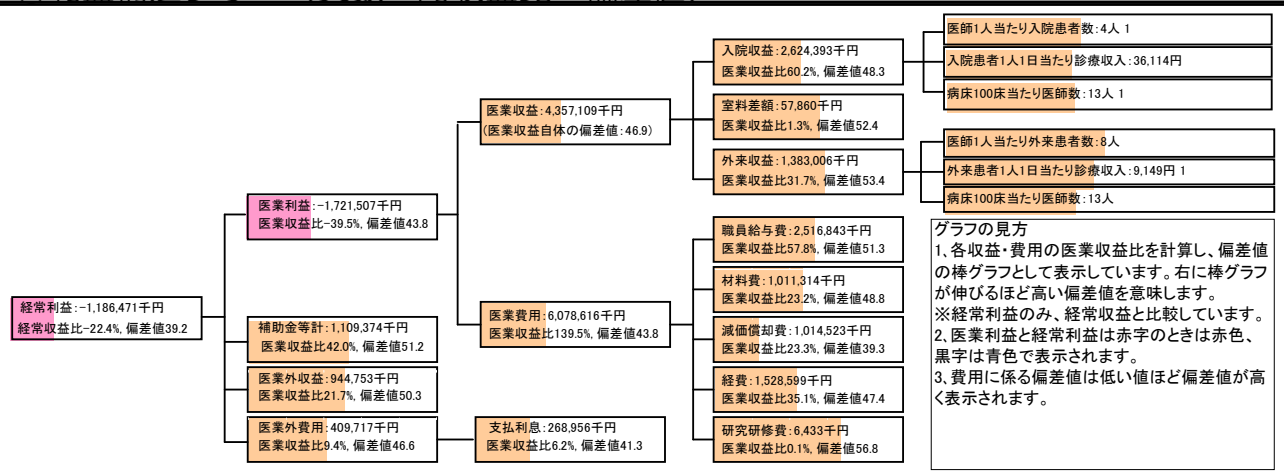 経常利益:-1,186,471千円
経常収益比-22.4%, 偏差値39.2
医業利益:-1,721,507千円
医業収益比-39.5%, 偏差値43.8
補助金等計:1,109,374千円
医業収益比42.0%, 偏差値51.2
医業外収益:944,753千円
医業収益比21.7%, 偏差値50.3
医業外費用:409,717千円
医業収益比9.4%, 偏差値46.6
医業収益:4,357,109千円
(医業収益自体の偏差値:46.9)
医業費用:6,078,616千円
医業収益比139.5%, 偏差値43.8
支払利息:268,956千円
医業収益比6.2%, 偏差値41.3
入院収益:2,624,393千円
医業収益比60.2%, 偏差値48.3
室料差額:57,860千円
医業収益比1.3%, 偏差値52.4
外来収益:1,383,006千円
医業収益比31.7%, 偏差値53.4
職員給与費:2,516,843千円
医業収益比57.8%, 偏差値51.3
材料費:1,011,314千円
医業収益比23.2%, 偏差値48.8
減価償却費:1,014,523千円
医業収益比23.3%, 偏差値39.3
経費:1,528,599千円
医業収益比35.1%, 偏差値47.4
研究研修費:6,433千円
医業収益比0.1%, 偏差値56.8
医師1人当たり入院患者数:4人 1
入院患者1人1日当たり診療収入:36,114円
病床100床当たり医師数:13人 1
医師1人当たり外来患者数:8人
外来患者1人1日当たり診療収入:9,149円 1
病床100床当たり医師数:13人
グラフの見方
1、各収益・費用の医業収益比を計算し、偏差値
の棒グラフとして表示しています。右に棒グラフ
が伸びるほど高い偏差値を意味します。
※経常利益のみ、経常収益と比較しています。
2、医業利益と経常利益は赤字のときは赤色、
黒字は青色で表示されます。
3、費用に係る偏差値は低い値ほど偏差値が高
く表示されます。